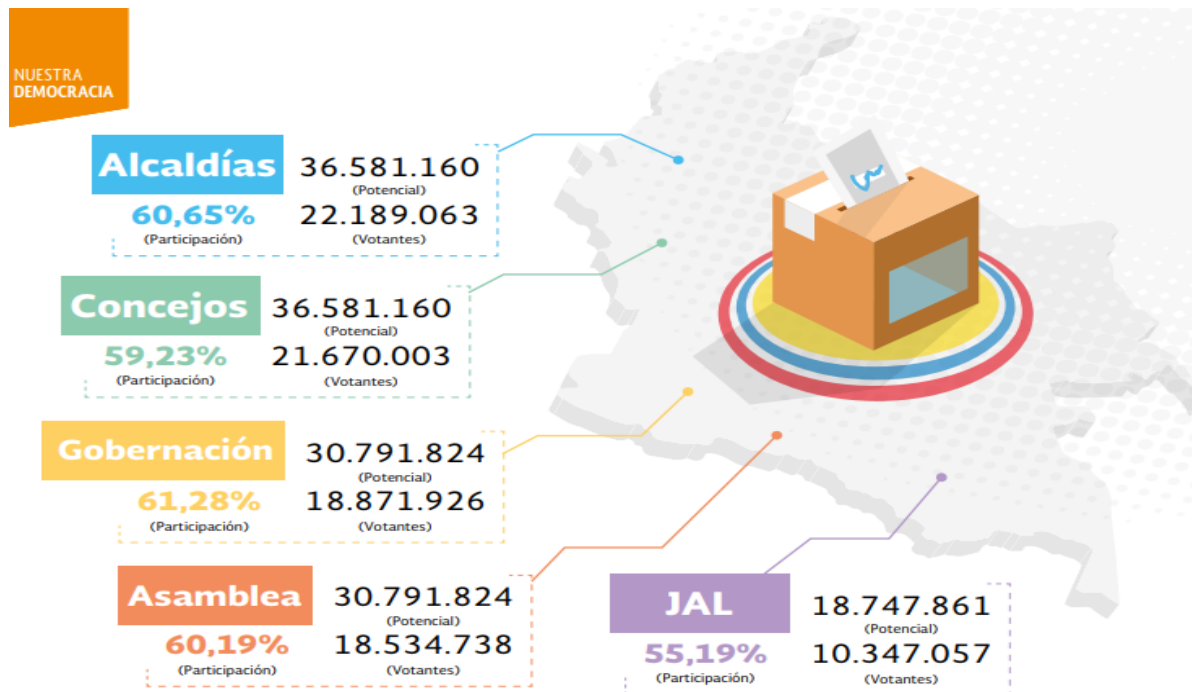 NUESTRA
DEMOCRACIA
Alcaldías
36.581.160
(Potencial)
60,65%
22.189.063
(Participación)
(Votantes)
Concejos
36.581.160
(Potencial)
59,23%
21.670.003
(Participación)
(Votantes)
Gobernación
30.791.824
(Potencial)
61,28%
18.871.926
(Participación)
(Votantes)
Asamblea
30.791.824
(Potencial)
60,19%
18.534.738
(Participación)
(Votantes)
JAL
18.747.861
(Potencial)
55,19%
10.347.057
(Participación)
(Votantes)